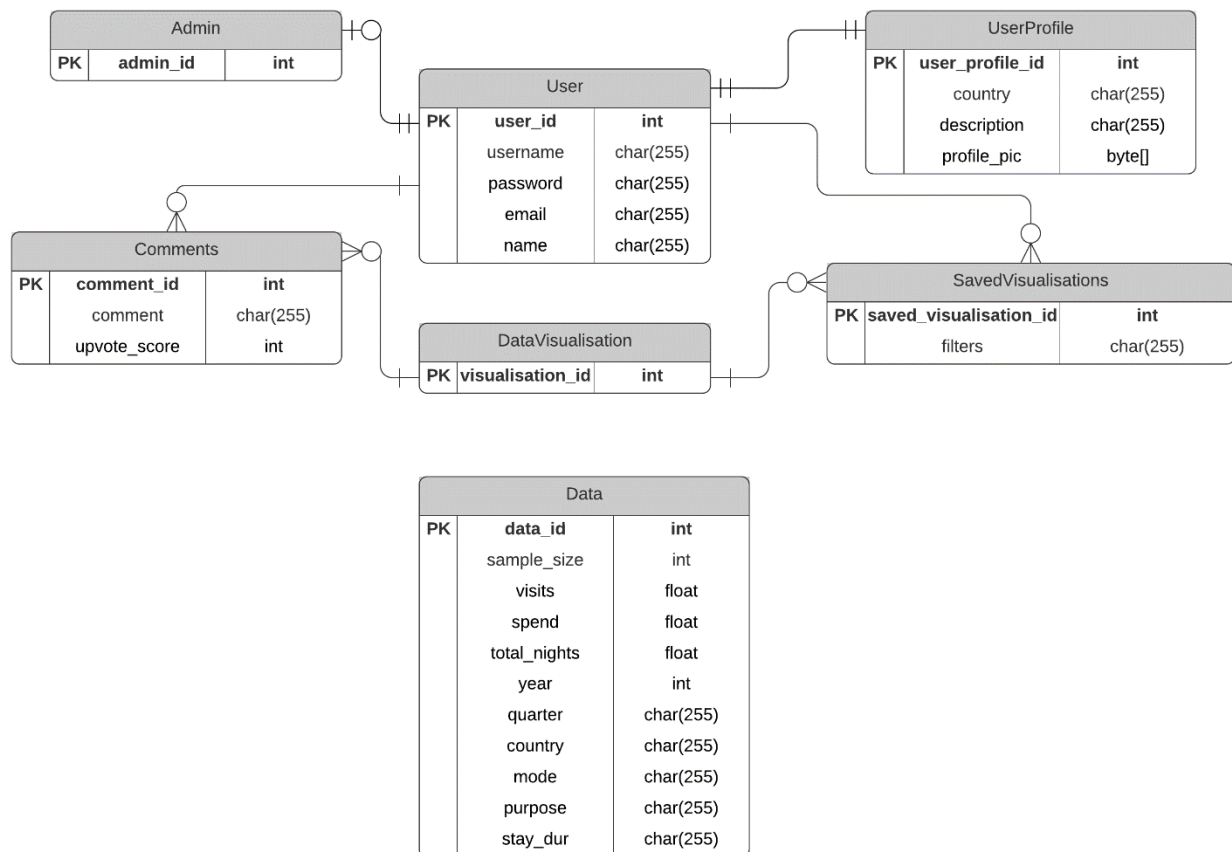 Admin
PK admin_id int
UserProfile
PK user_profile_id int
country char(255)
description char(255)
profile_pic byte[]
User
PK user_id int
username char(255)
password char(255)
email char(255)
name char(255)
Comments
PK comment_id int
comment char(255)
upvote_score int
SavedVisualisations
PK saved_visualisation_id int
filters char(255)
DataVisualisation
PK visualisation_id int
Data
PK data_id int
sample_size int
visits float
spend float
total_nights float
year int
quarter char(255)
country char(255)
mode char(255)
purpose char(255)
stay_dur char(255)